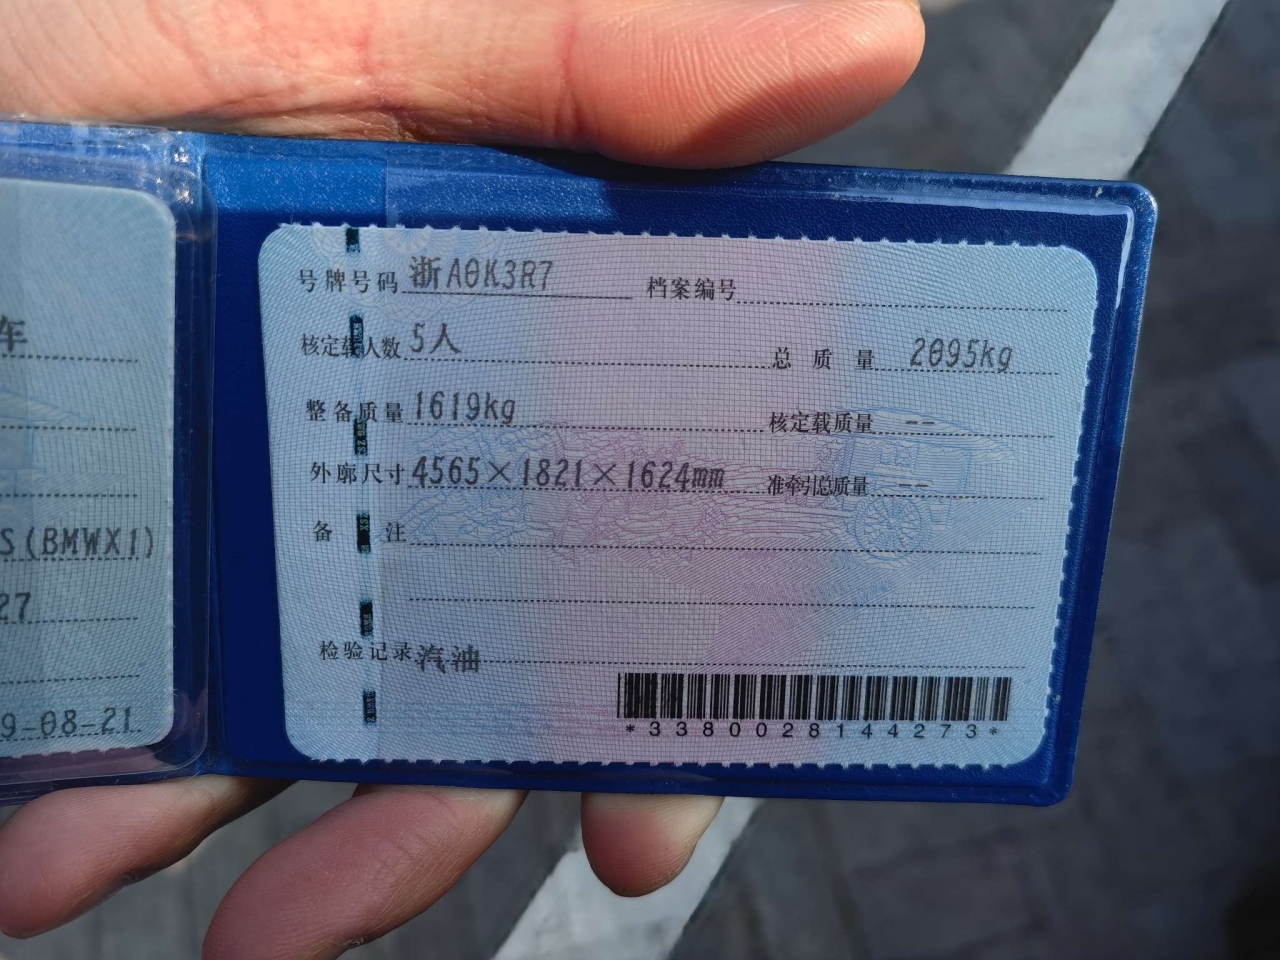 车
S(BMWX1)
27
9-08-21
号牌号码 浙A0K3R7 档案编号
核定载人数 5人 总质量 2095kg
整备质量 1619kg 核定载质量 --
外廓尺寸 4565×1821×1624mm 准牵引总质量 --
备注
检验记录 汽油
*3380028144273*